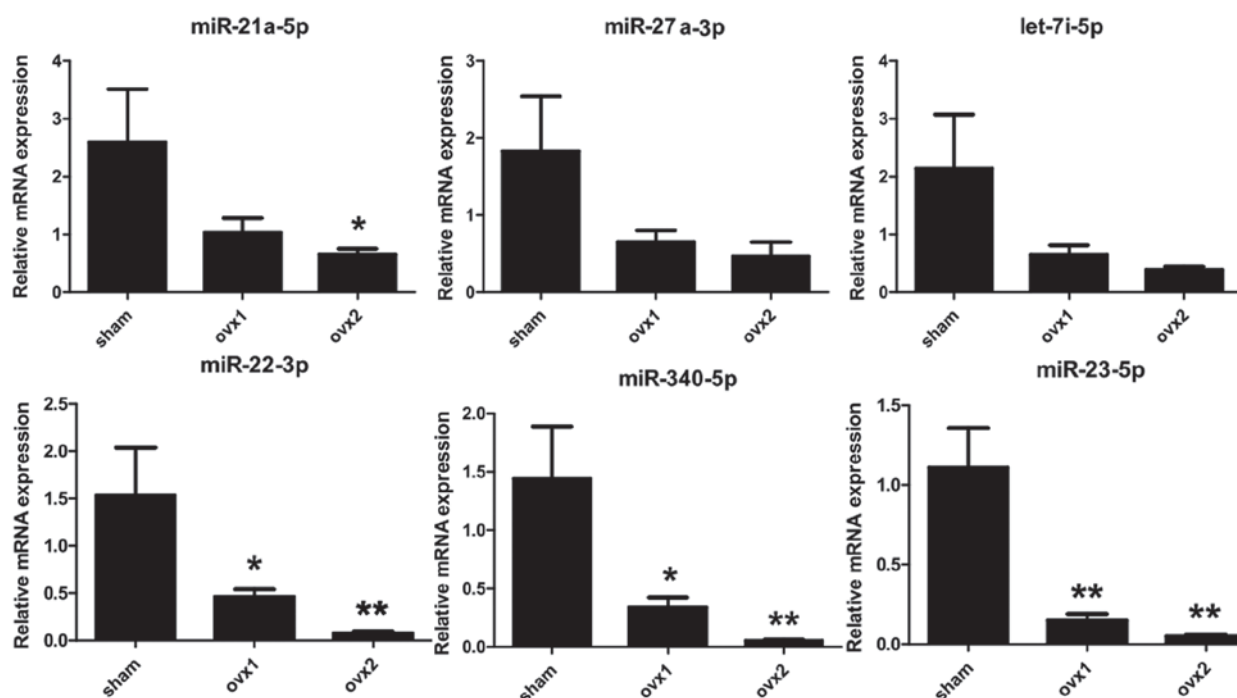 miR-21a-5p
Relative mRNA expression
4
3
2
1
0
*
sham
ovx1
ovx2
miR-27a-3p
Relative mRNA expression
3
2
1
0
sham
ovx1
ovx2
let-7i-5p
Relative mRNA expression
4
3
2
1
0
sham
ovx1
ovx2
miR-22-3p
Relative mRNA expression
2.5
2.0
1.5
1.0
0.5
0.0
*
**
sham
ovx1
ovx2
miR-340-5p
Relative mRNA expression
2.0
1.5
1.0
0.5
0.0
*
**
sham
ovx1
ovx2
miR-23-5p
Relative mRNA expression
1.5
1.0
0.5
0.0
**
**
sham
ovx1
ovx2